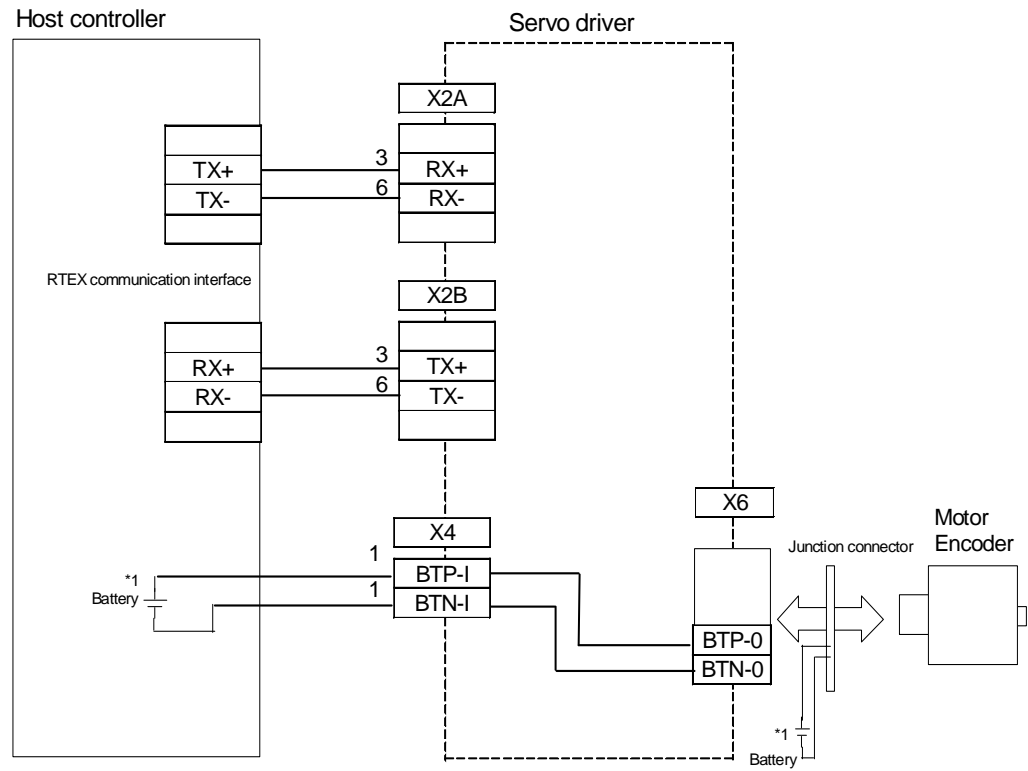 Host controller
Servo driver
X2A
TX+
3
RX+
TX-
6
RX-
RTEX communication interface
X2B
RX+
3
TX+
RX-
6
TX-
X6
X4
Motor
Encoder
Junction connector
1
BTP-I
*1
Battery
1
BTN-I
BTP-0
BTN-0
*1
Battery